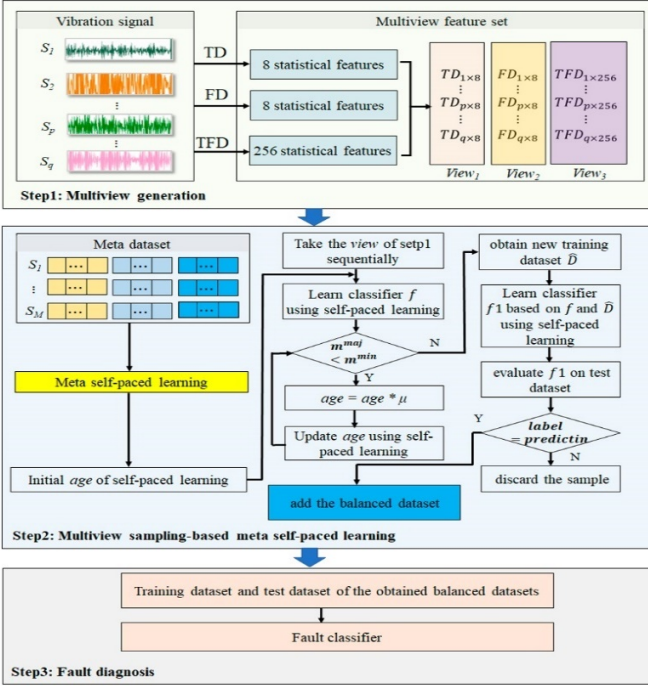 Vibration signal
Multiview feature set
S1
S2
⋮
Sp
⋮
Sq
TD
FD
TFD
8 statistical features
8 statistical features
256 statistical features
TD1×8
⋮
TDp×8
⋮
TDq×8
FD1×8
⋮
FDp×8
⋮
FDq×8
TFD1×256
⋮
TFDp×256
⋮
TFDq×256
View1
View2
View3
Step1: Multiview generation
Meta dataset
S1
...
...
...
⋮
...
...
...
SM
...
...
...
Meta self-paced learning
Initial age of self-paced learning
Take the view of setp1
sequentially
Learn classifier f
using self-paced learning
m^maj
< m^min
N
Y
age = age * μ
Update age using self-
paced learning
add the balanced dataset
obtain new training
dataset D̂
Learn classifier
f1 based on f and D̂
using self-paced
learning
evaluate f1 on test
dataset
Y
label
= predictin
N
discard the sample
Step2: Multiview sampling-based meta self-paced learning
Training dataset and test dataset of the obtained balanced datasets
Fault classifier
Step3: Fault diagnosis